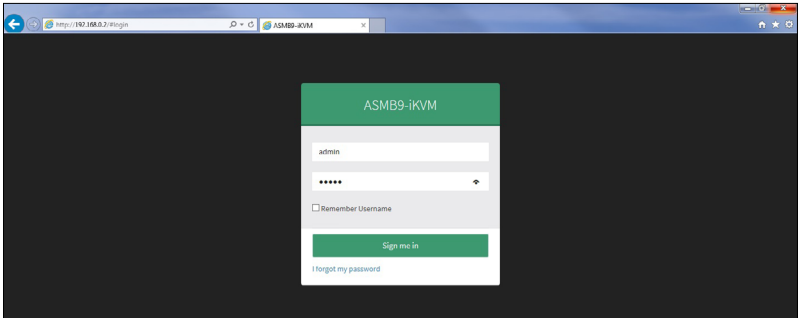 http://192.168.0.2/#login
ASMB9-iKVM
ASMB9-iKVM
admin
Remember Username
Sign me in
I forgot my password